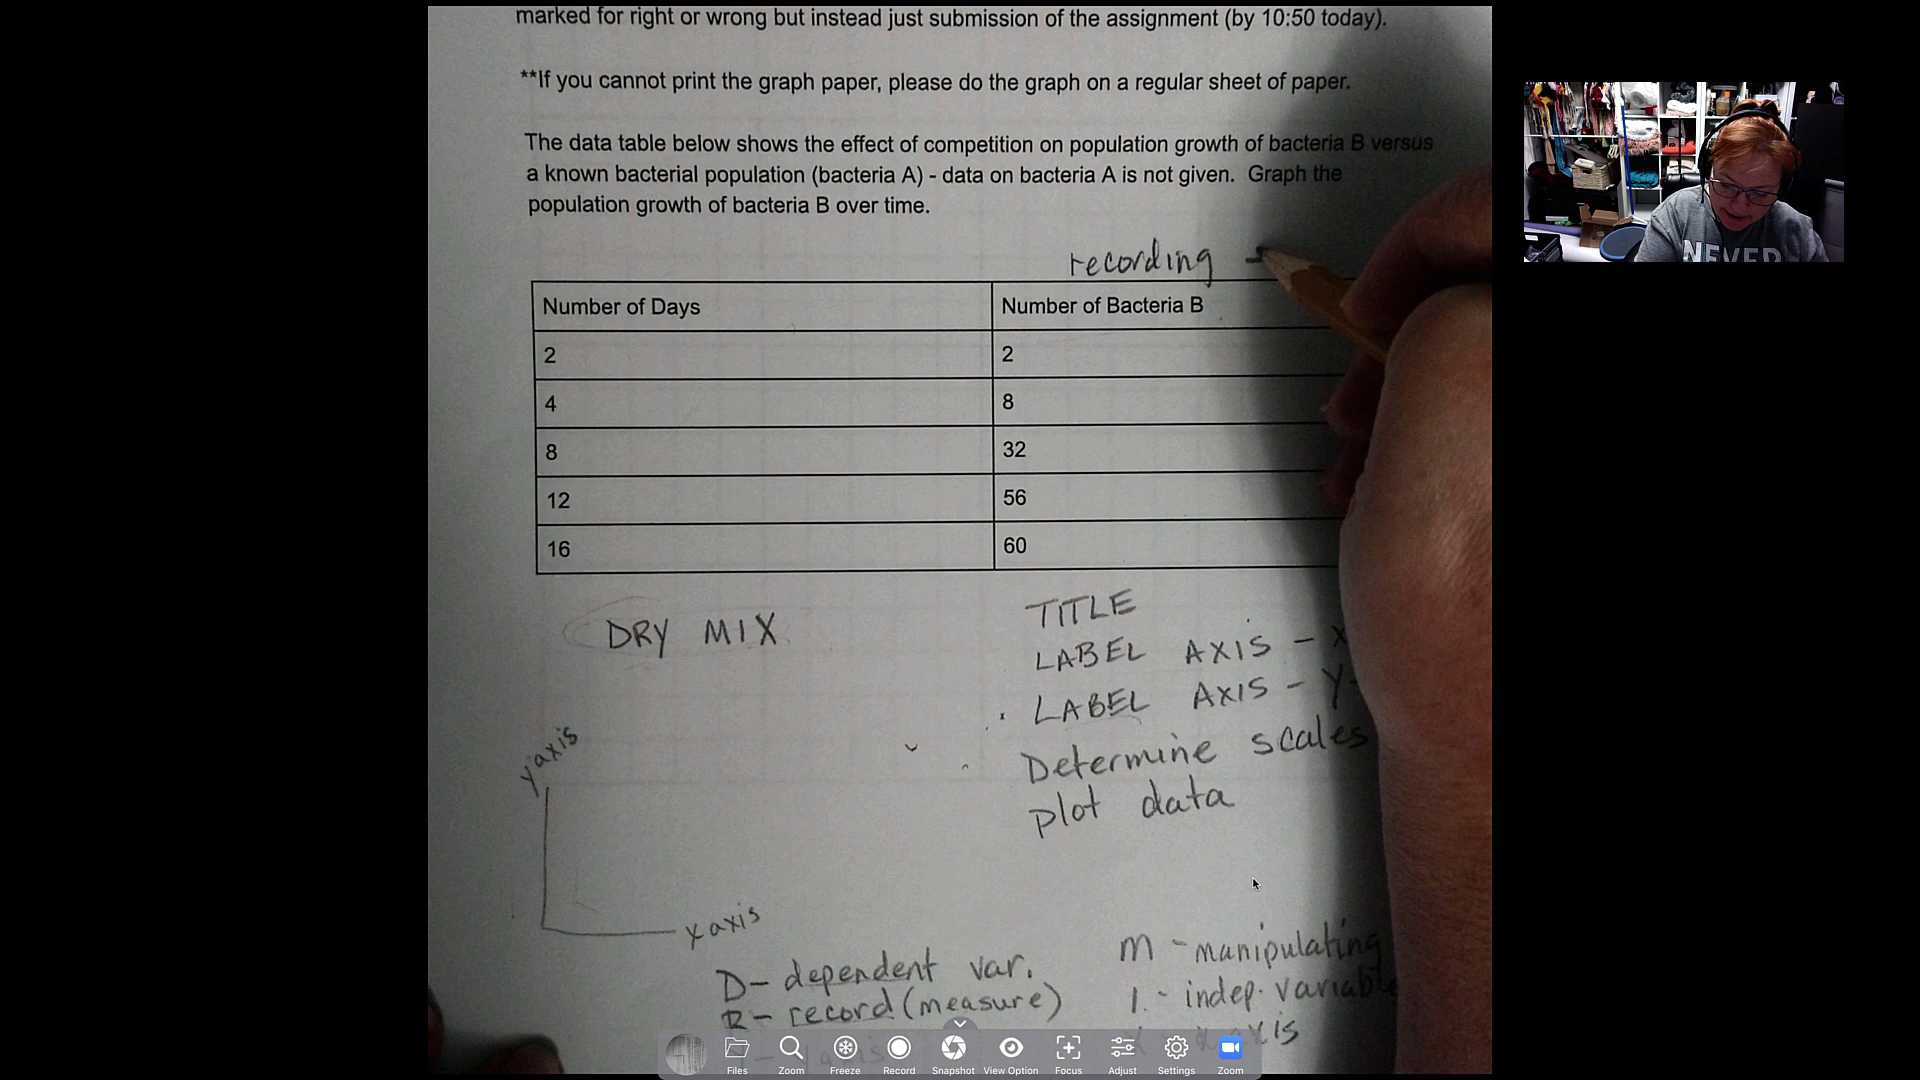 marked for right or wrong but instead just submission of the assignment (by 10:50 today).
**If you cannot print the graph paper, please do the graph on a regular sheet of paper.
The data table below shows the effect of competition on population growth of bacteria B versus
a known bacterial population (bacteria A) - data on bacteria A is not given. Graph the
population growth of bacteria B over time.
recording
Number of Days Number of Bacteria B
2 2
4 8
8 32
12 56
16 60
DRY MIX
TITLE
LABEL AXIS - X
LABEL AXIS - Y-
Determine scales
plot data
y axis
x axis
D- dependent var.
R- record (measure)
M - manipulating
I - indep. variable
axis
NEVER
Files Zoom Freeze Record Snapshot View Option Focus Adjust Settings Zoom